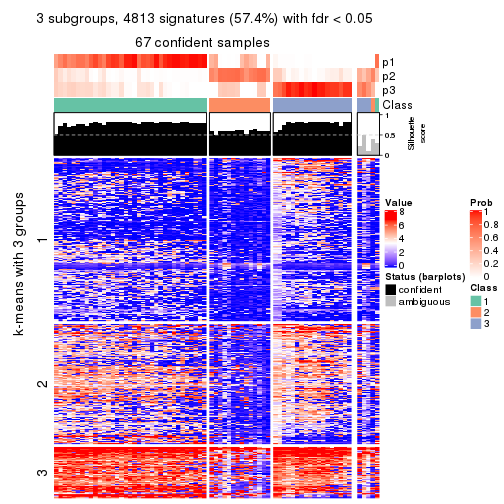 3 subgroups, 4813 signatures (57.4%) with fdr < 0.05
67 confident samples
p1
p2
p3
Class
1
0.5
0
Silhouette
score
k-means with 3 groups
1
2
3
Value
8
6
4
2
0
Status (barplots)
confident
ambiguous
Prob
1
0.8
0.6
0.4
0.2
0
Class
1
2
3